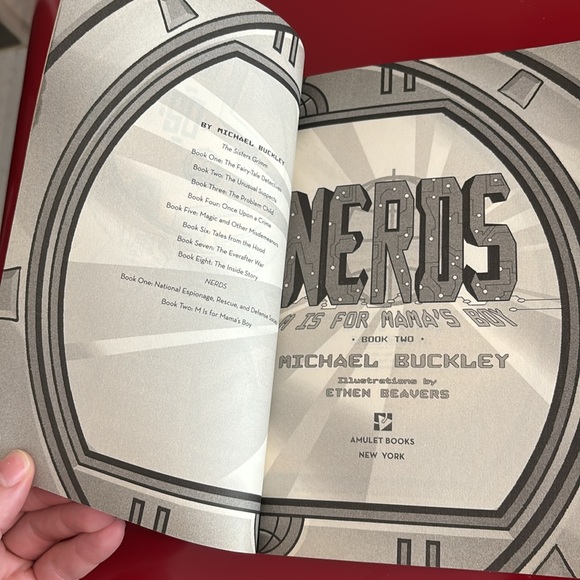 BY MICHAEL BUCKLEY
The Sisters Grimm
Book One: The Fairy-Tale Detectives
Book Two: The Unusual Suspects
Book Three: The Problem Child
Book Four: Once Upon a Crime
Book Five: Magic and Other Misdemeanors
Book Six: Tales from the Hood
Book Seven: The Everafter War
Book Eight: The Inside Story
NERDS
Book One: National Espionage, Rescue, and Defense
Book Two: M Is for Mama's Boy
NERDS
M IS FOR MAMA'S BOY
• BOOK TWO •
MICHAEL BUCKLEY
Illustrations by
ETHEN BEAVERS
AMULET BOOKS
NEW YORK